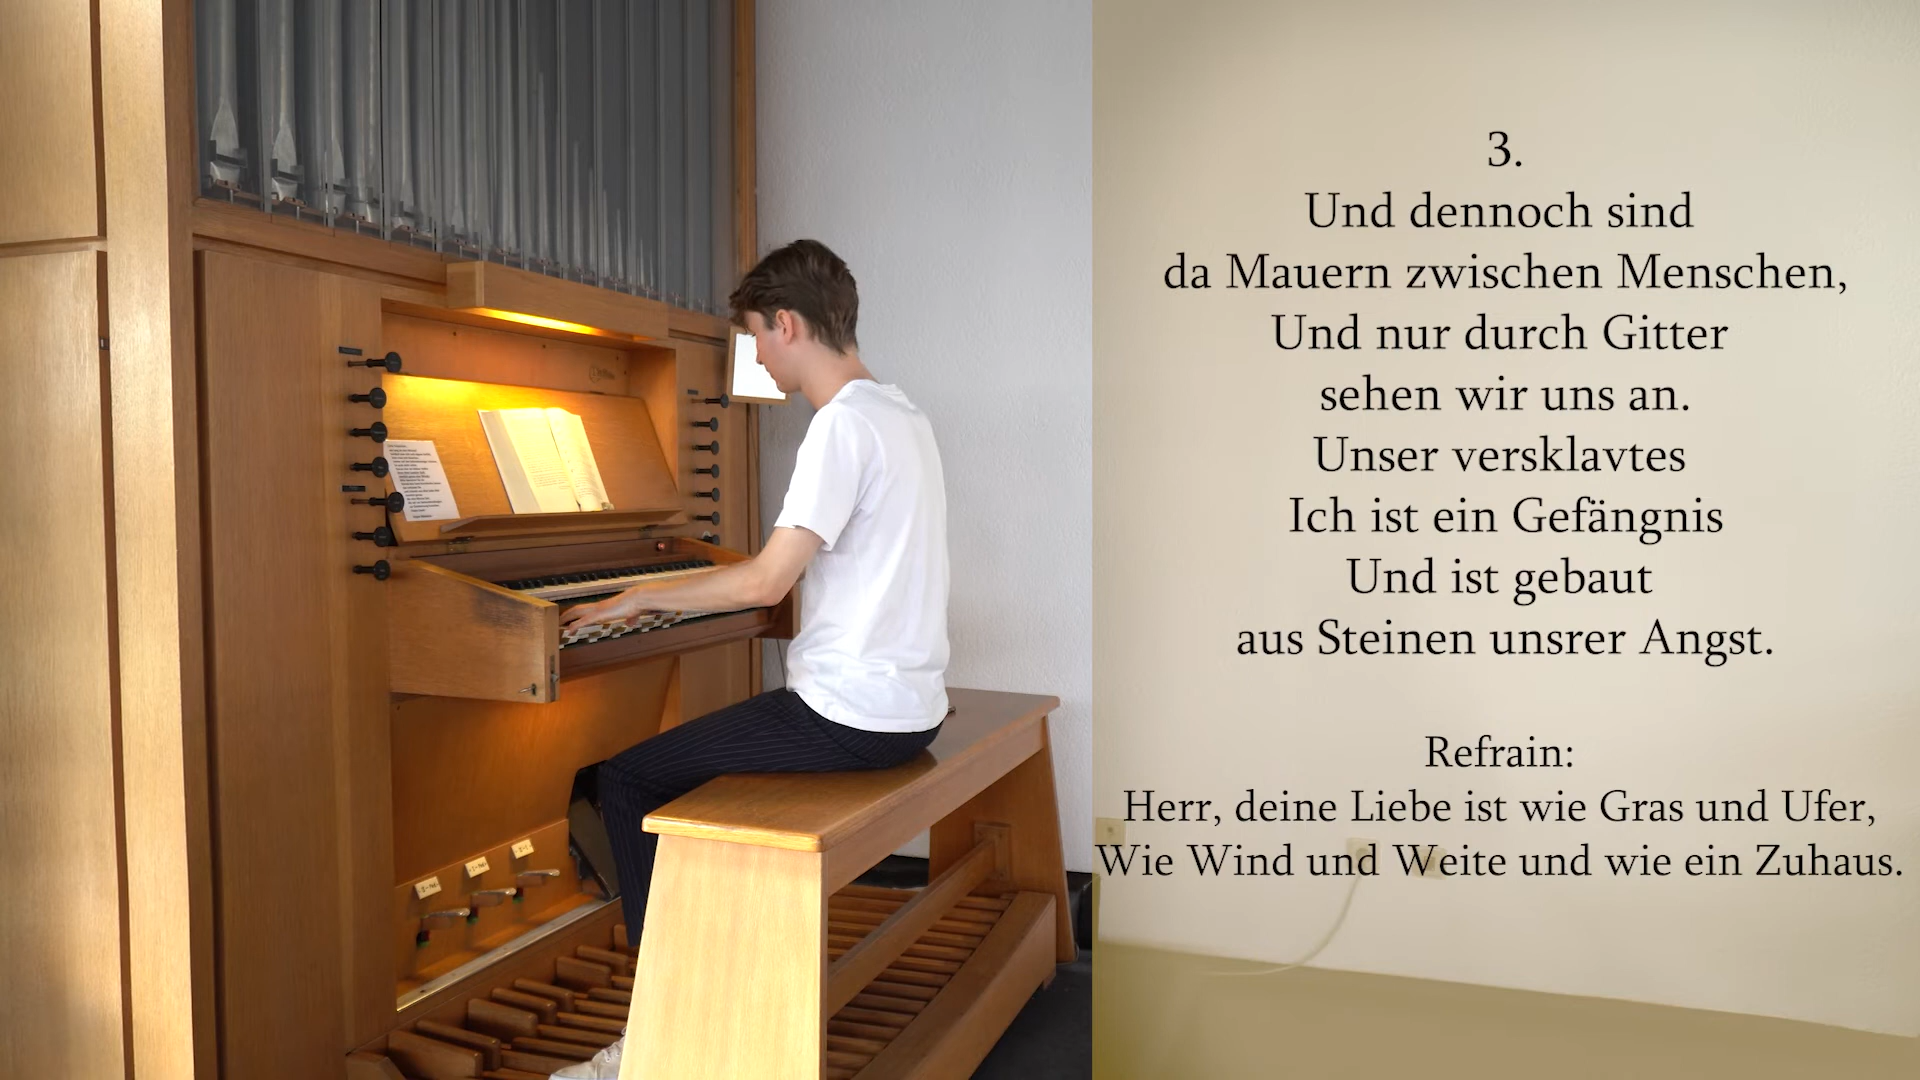 3.
Und dennoch sind
da Mauern zwischen Menschen,
Und nur durch Gitter
sehen wir uns an.
Unser versklavtes
Ich ist ein Gefängnis
Und ist gebaut
aus Steinen unsrer Angst.
Refrain:
Herr, deine Liebe ist wie Gras und Ufer,
Wie Wind und Weite und wie ein Zuhaus.